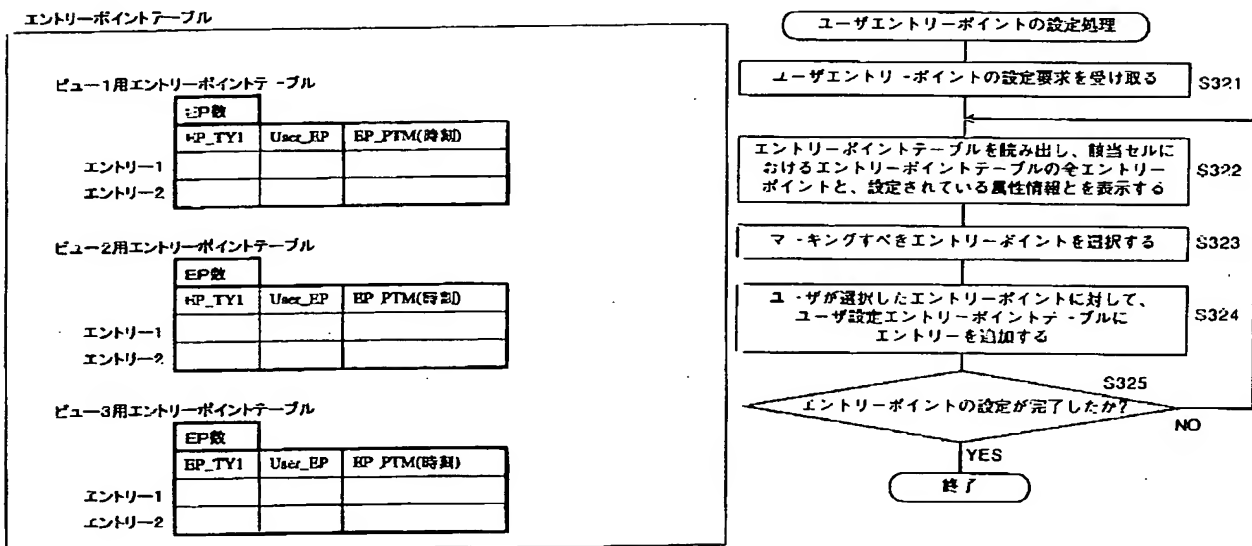 エントリーポイントテーブル
ビュー1用エントリーポイントテーブル
EP数
EP_TY1 User_EP EP_PTM(時刻)
エントリー1
エントリー2
ビュー2用エントリーポイントテーブル
EP数
EP_TY1 User_EP EP_PTM(時刻)
エントリー1
エントリー2
ビュー3用エントリーポイントテーブル
EP数
EP_TY1 User_EP EP_PTM(時刻)
エントリー1
エントリー2
ユーザエントリーポイントの設定処理
ユーザエントリーポイントの設定要求を受け取る
S321
エントリーポイントテーブルを読み出し、該当セルに
おけるエントリーポイントテーブルの全エントリー
ポイントと、設定されている属性情報とを表示する
S322
マーキングすべきエントリーポイントを選択する
S323
ユーザが選択したエントリーポイントに対して、
ユーザ設定エントリーポイントテーブルに
エントリーを追加する
S324
S325
エントリーポイントの設定が完了したか?
NO
YES
終了